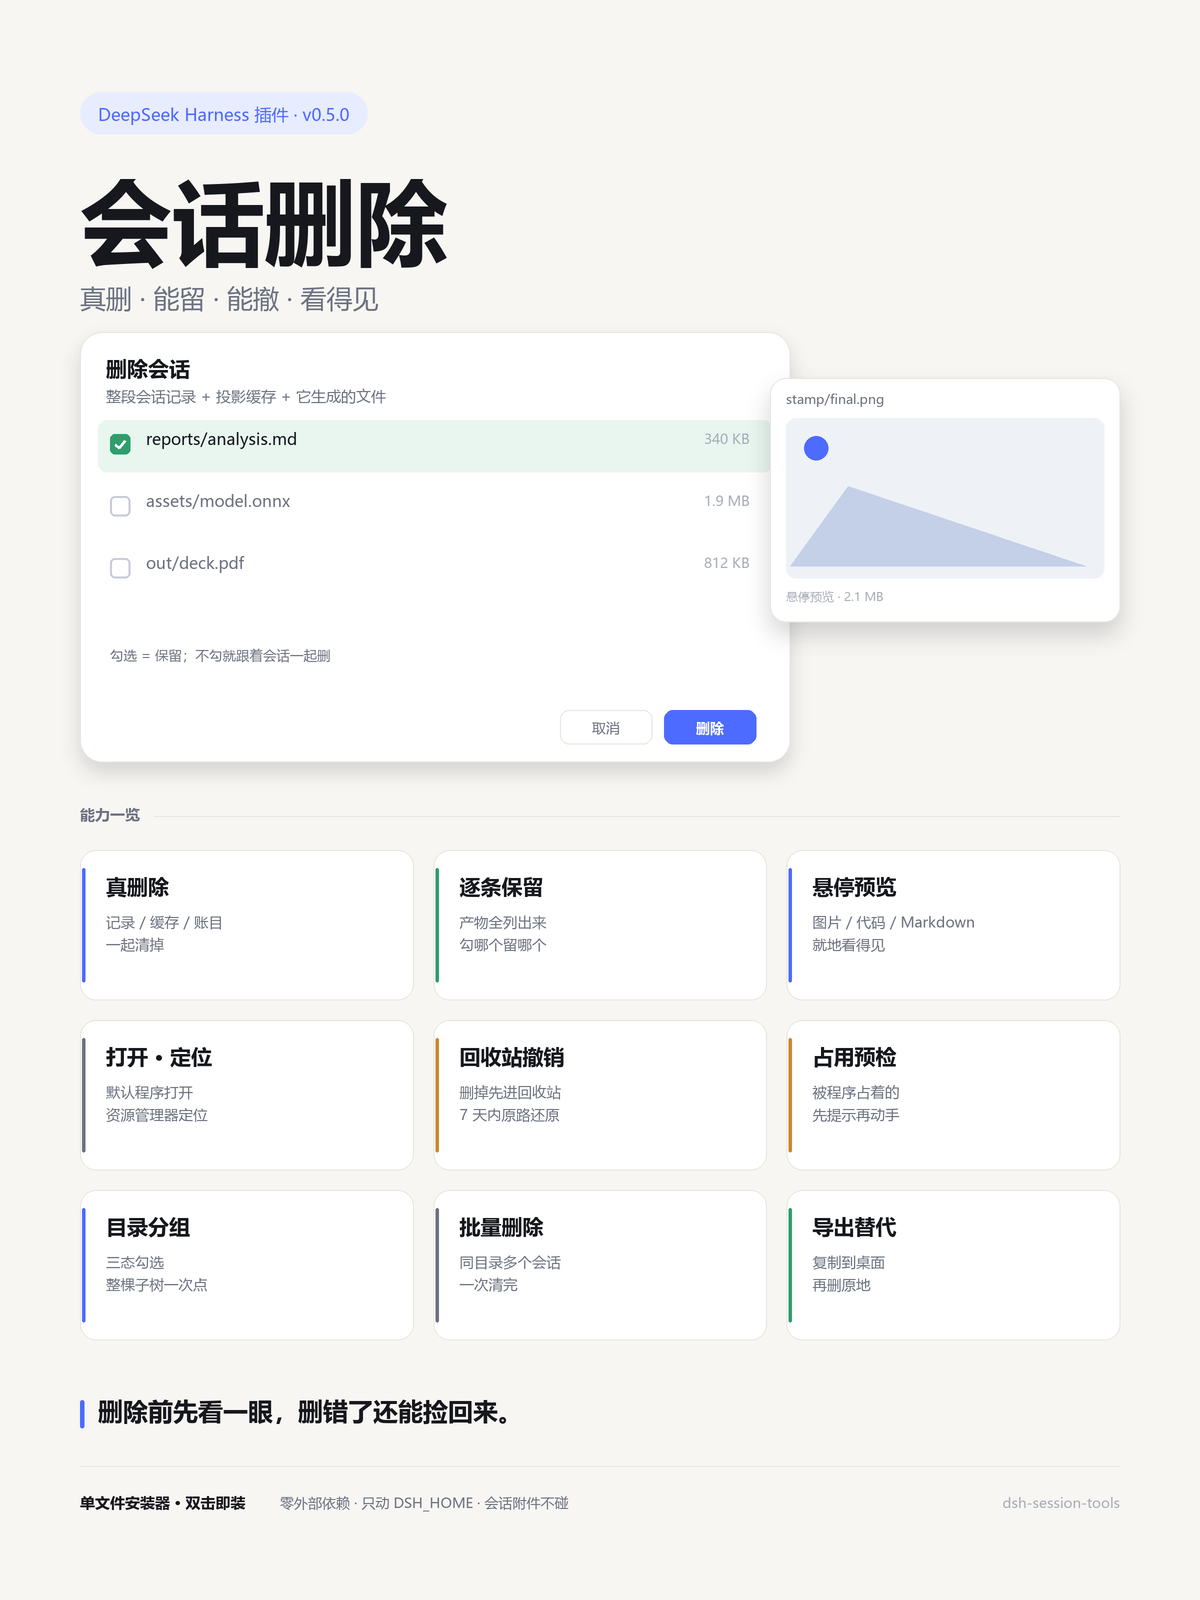 DeepSeek Harness 插件 · v0.5.0
会话删除
真删 · 能留 · 能撤 · 看得见
删除会话
整段会话记录 + 投影缓存 + 它生成的文件
reports/analysis.md 340 KB
assets/model.onnx 1.9 MB
out/deck.pdf 812 KB
勾选 = 保留；不勾就跟着会话一起删
取消 删除
stamp/final.png
悬停预览 · 2.1 MB
能力一览
真删除
记录 / 缓存 / 账目
一起清掉
逐条保留
产物全列出来
勾哪个留哪个
悬停预览
图片 / 代码 / Markdown
就地看得见
打开 • 定位
默认程序打开
资源管理器定位
回收站撤销
删掉先进回收站
7 天内原路还原
占用预检
被程序占着的
先提示再动手
目录分组
三态勾选
整棵子树一次点
批量删除
同目录多个会话
一次清完
导出替代
复制到桌面
再删原地
删除前先看一眼，删错了还能捡回来。
单文件安装器 • 双击即装 零外部依赖 · 只动 DSH_HOME · 会话附件不碰 dsh-session-tools